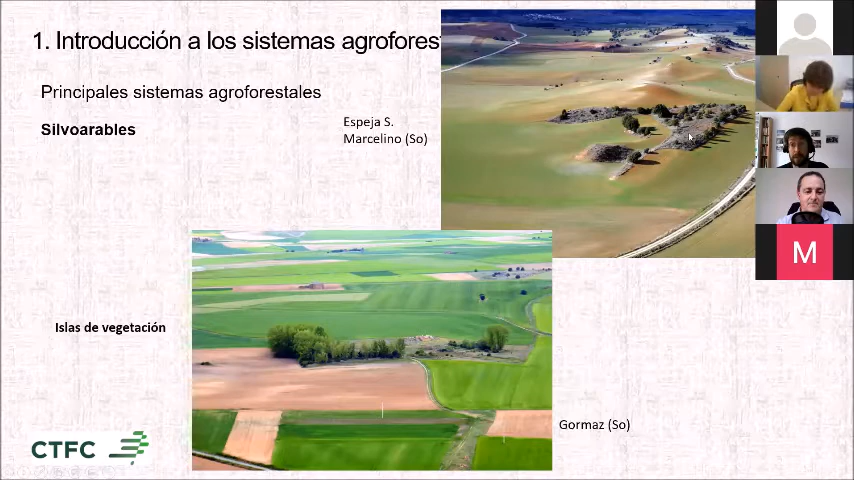 1. Introducción a los sistemas agrofores
Principales sistemas agroforestales
Silvoarables
Espeja S.
Marcelino (So)
M
Islas de vegetación
Gormaz (So)
CTFC